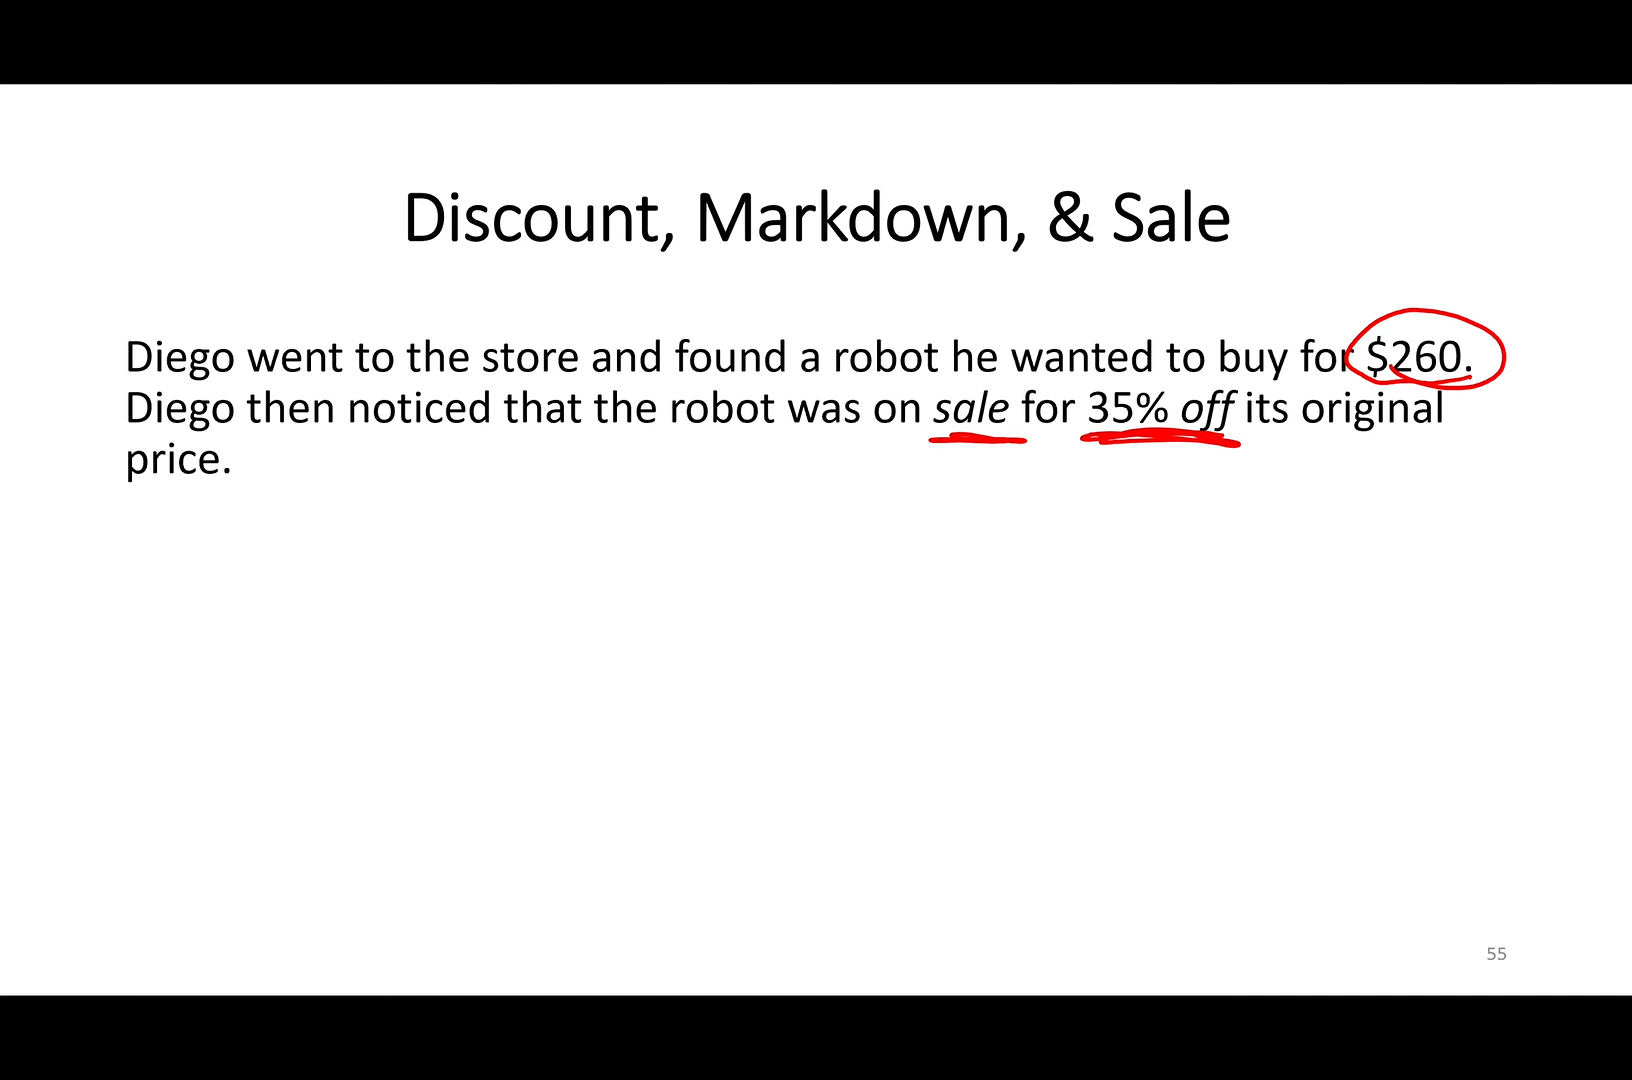 Discount, Markdown, & Sale
Diego went to the store and found a robot he wanted to buy for $260.
Diego then noticed that the robot was on sale for 35% off its original
price.
55